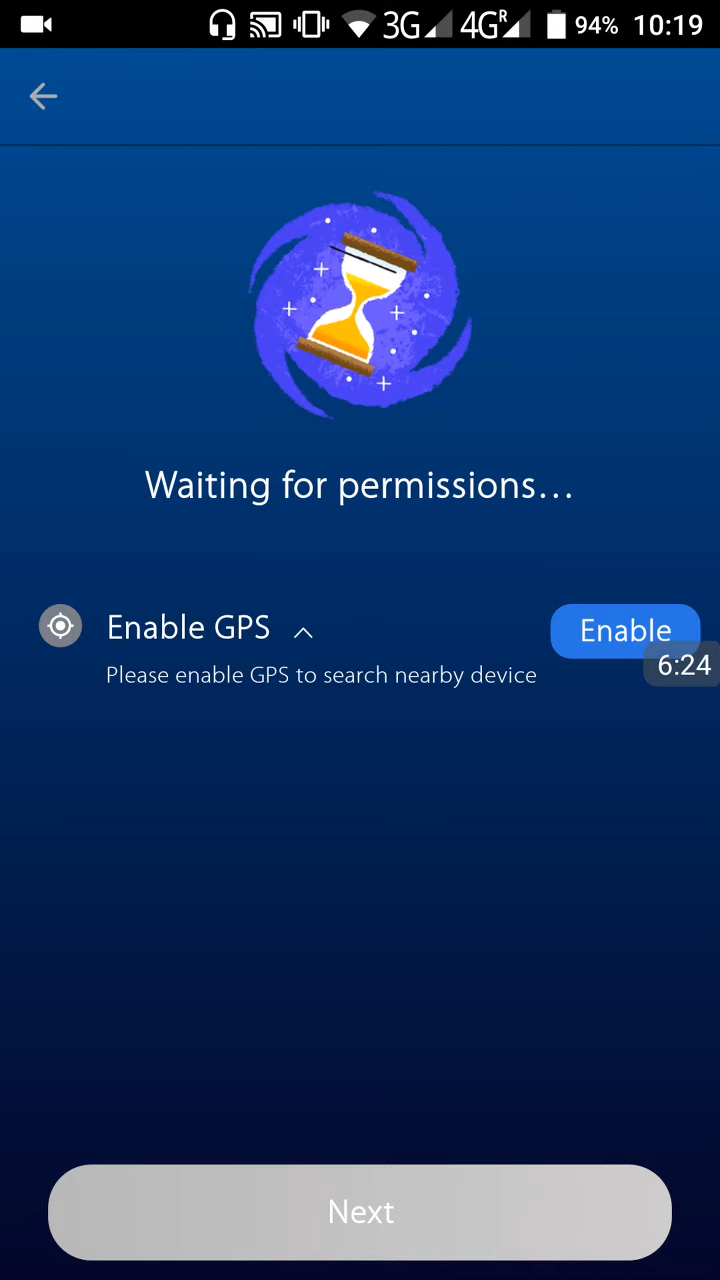 3G 4G R 94% 10:19
Waiting for permissions...
Enable GPS
Enable
6:24
Please enable GPS to search nearby device
Next